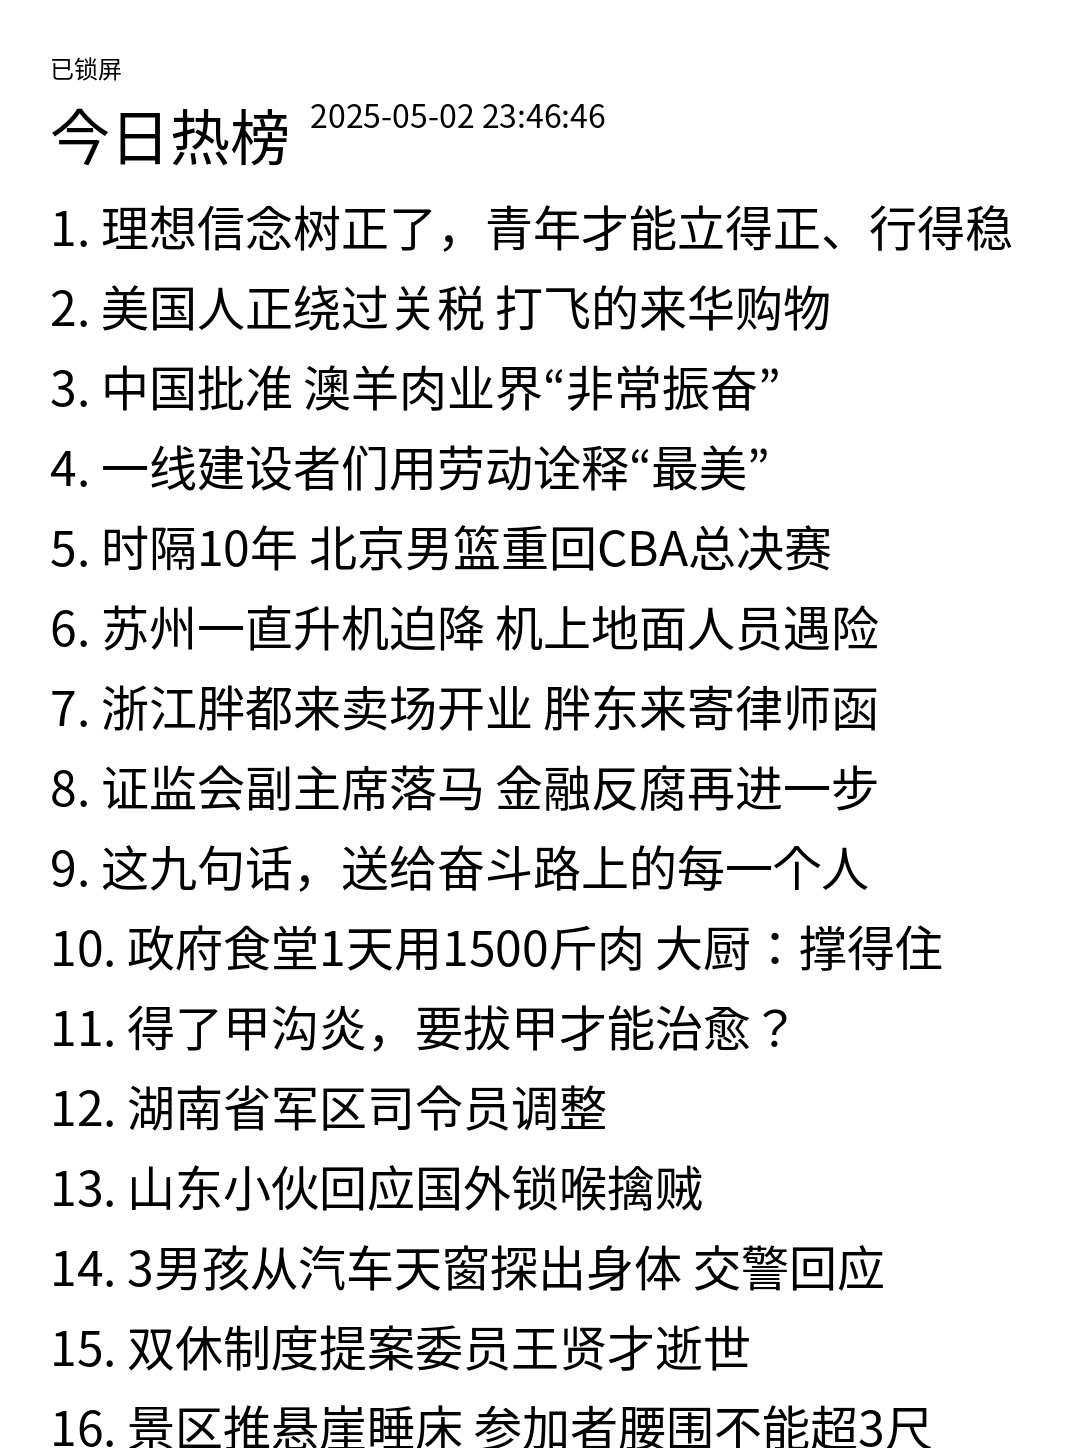 已锁屏
今日热榜 2025-05-02 23:46:46
1. 理想信念树正了，青年才能立得正、行得稳
2. 美国人正绕过关税 打飞的来华购物
3. 中国批准 澳羊肉业界“非常振奋”
4. 一线建设者们用劳动诠释“最美”
5. 时隔10年 北京男篮重回CBA总决赛
6. 苏州一直升机迫降 机上地面人员遇险
7. 浙江胖都来卖场开业 胖东来寄律师函
8. 证监会副主席落马 金融反腐再进一步
9. 这九句话，送给奋斗路上的每一个人
10. 政府食堂1天用1500斤肉 大厨：撑得住
11. 得了甲沟炎，要拔甲才能治愈？
12. 湖南省军区司令员调整
13. 山东小伙回应国外锁喉擒贼
14. 3男孩从汽车天窗探出身体 交警回应
15. 双休制度提案委员王贤才逝世
16. 景区推悬崖睡床 参加者腰围不能超3尺